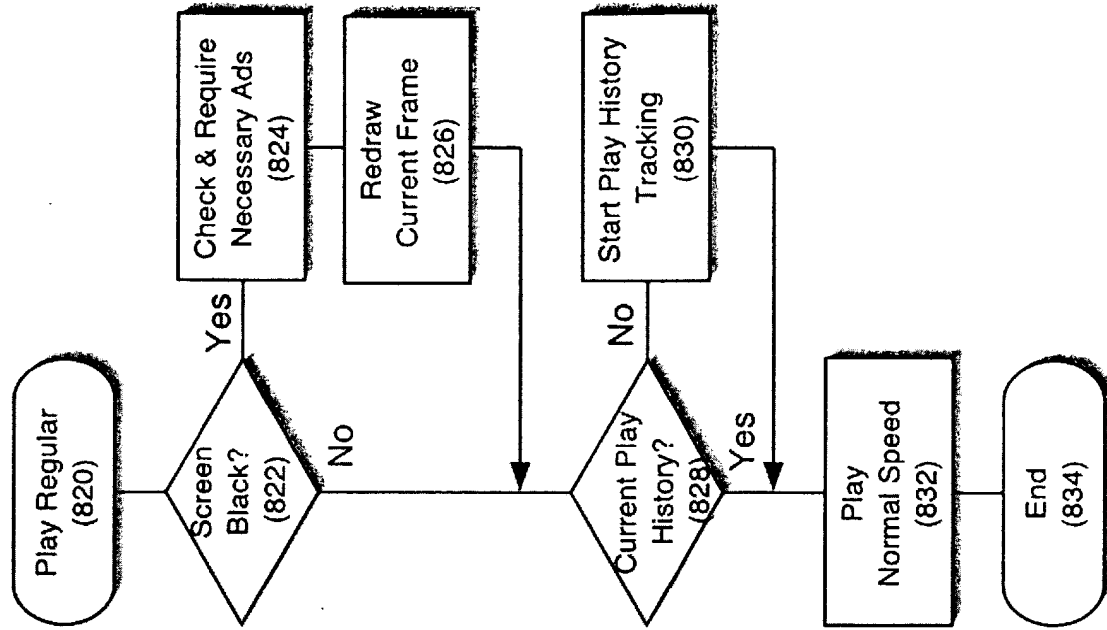 Play Regular
(820)
Screen
Black?
(822)
Yes
No
Check & Require
Necessary Ads
(824)
Redraw
Current Frame
(826)
Current Play
History?
(828)
No
Yes
Start Play History
Tracking
(830)
Play
Normal Speed
(832)
End
(834)